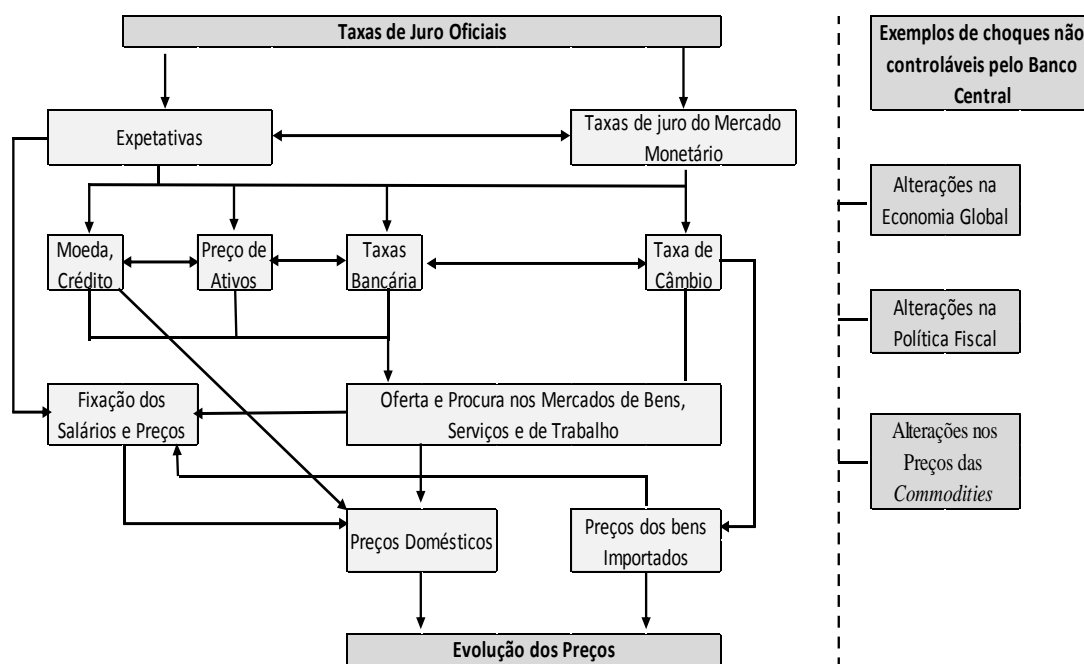 Taxas de Juro Oficiais
Exemplos de choques não
controláveis pelo Banco
Central
Expetativas
Taxas de juro do Mercado
Monetário
Alterações na
Economia Global
Moeda,
Crédito
Preço de
Ativos
Taxas
Bancária
Taxa de
Câmbio
Alterações na
Política Fiscal
Fixação dos
Salários e Preços
Oferta e Procura nos Mercados de Bens,
Serviços e de Trabalho
Alterações nos
Preços das
Commodities
Preços Domésticos
Preços dos bens
Importados
Evolução dos Preços